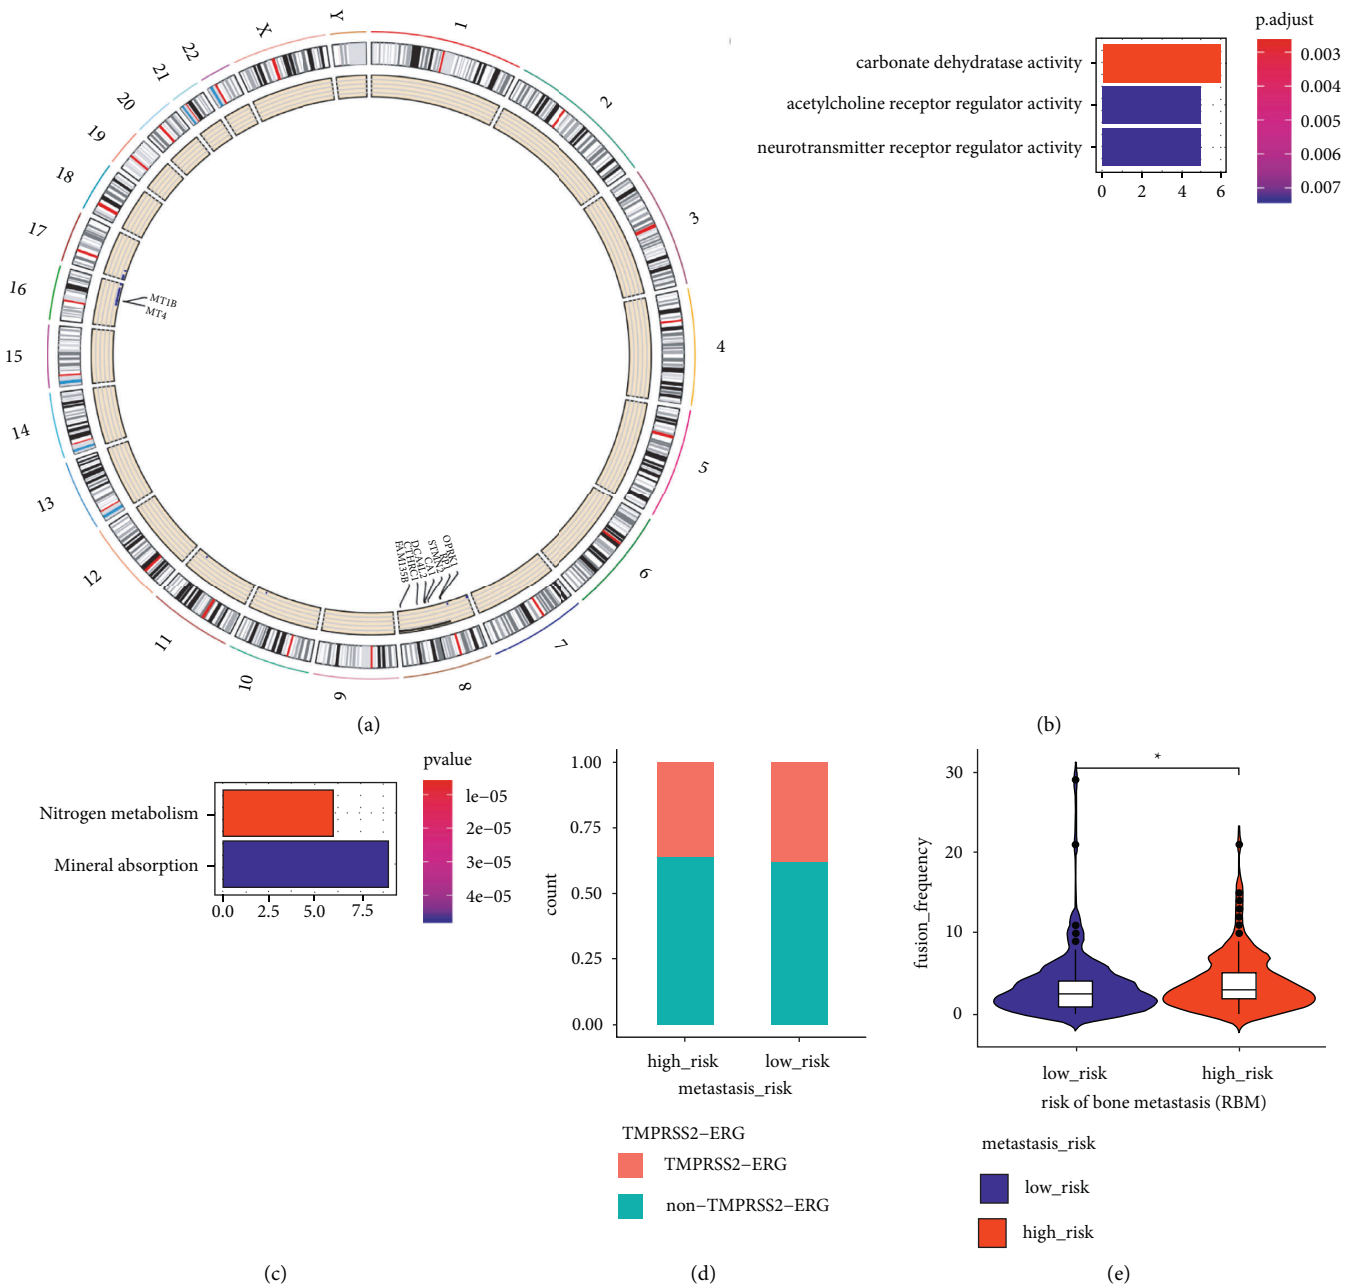 1
2
3
4
5
6
7
8
9
10
11
12
13
14
15
16
17
18
19
20
21
22
X
Y
MT1B
MT4
FAM135B
CTHRC1
DCAF4L2
CA1
STMN2
RP1
OPRK1
(a)
p.adjust
carbonate dehydratase activity
acetylcholine receptor regulator activity
neurotransmitter receptor regulator activity
0 2 4 6
0.003
0.004
0.005
0.006
0.007
(b)
pvalue
Nitrogen metabolism
Mineral absorption
0.0 2.5 5.0 7.5
1e−05
2e−05
3e−05
4e−05
(c)
1.00
0.75
0.50
0.25
0.00
count
high_risk low_risk
metastasis_risk
TMPRSS2−ERG
TMPRSS2−ERG
non−TMPRSS2−ERG
(d)
30
20
10
0
fusion_frequency
*
low_risk high_risk
risk of bone metastasis (RBM)
metastasis_risk
low_risk
high_risk
(e)